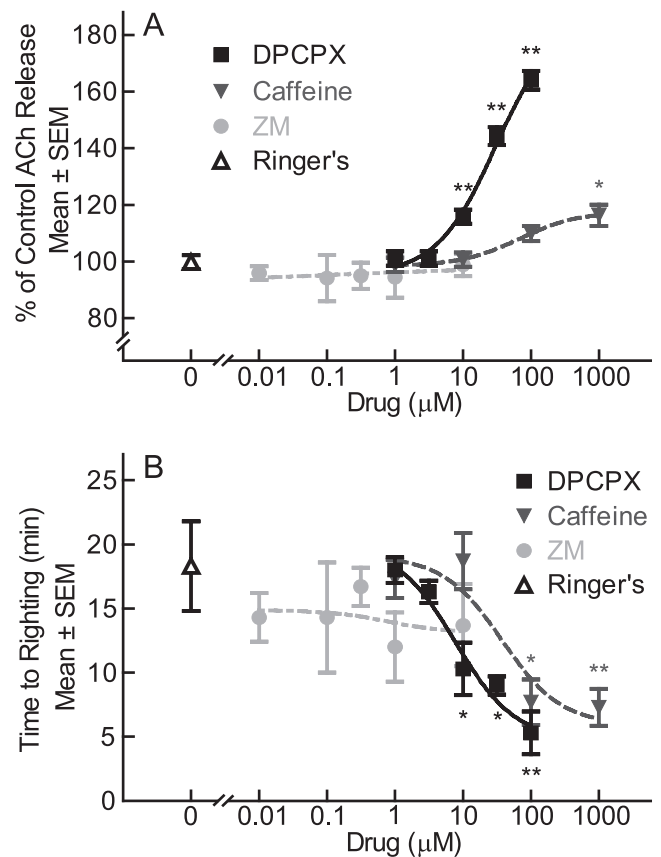 A
% of Control ACh Release
Mean ± SEM
180
160
140
120
100
80
DPCPX
Caffeine
ZM
Ringer's
**
**
**
*
0 0.01 0.1 1 10 100 1000
Drug (μM)
B
Time to Righting (min)
Mean ± SEM
25
20
15
10
5
0
DPCPX
Caffeine
ZM
Ringer's
* **
* *
**
0 0.01 0.1 1 10 100 1000
Drug (μM)